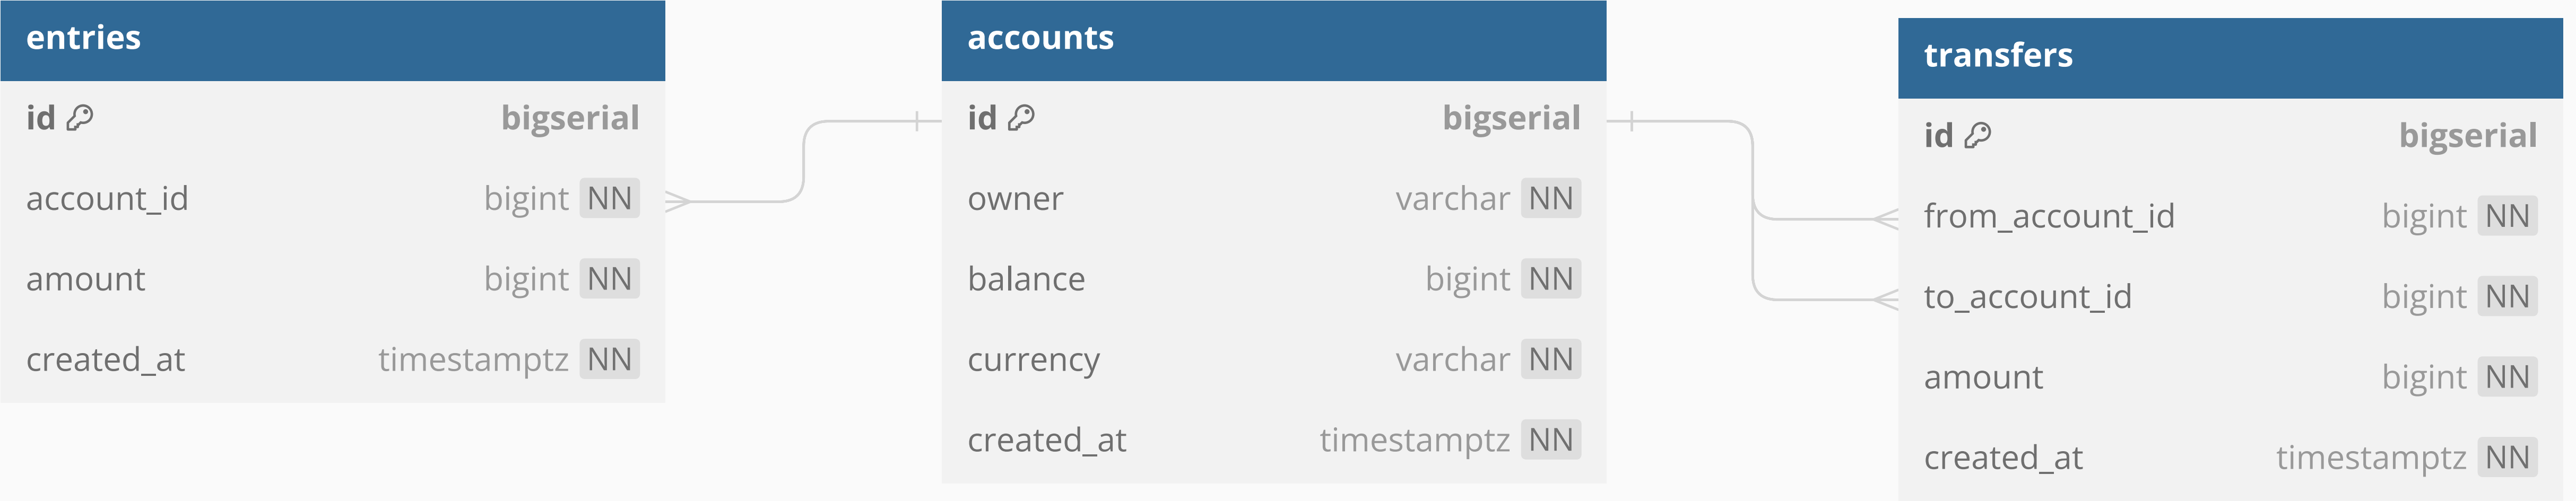 entries
id bigserial
account_id bigint NN
amount bigint NN
created_at timestamptz NN
accounts
id bigserial
owner varchar NN
balance bigint NN
currency varchar NN
created_at timestamptz NN
transfers
id bigserial
from_account_id bigint NN
to_account_id bigint NN
amount bigint NN
created_at timestamptz NN